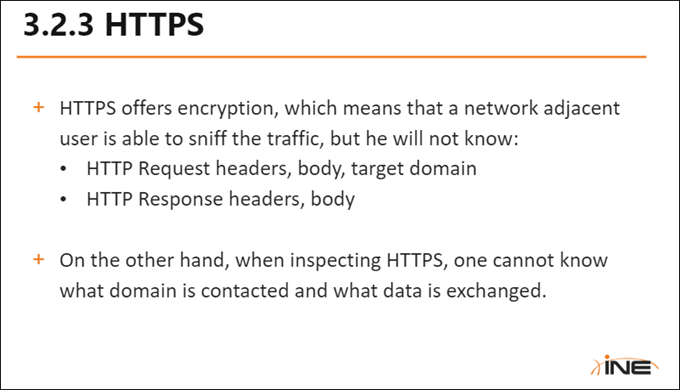 3.2.3 HTTPS
+ HTTPS offers encryption, which means that a network adjacent
user is able to sniff the traffic, but he will not know:
• HTTP Request headers, body, target domain
• HTTP Response headers, body
+ On the other hand, when inspecting HTTPS, one cannot know
what domain is contacted and what data is exchanged.
iNE